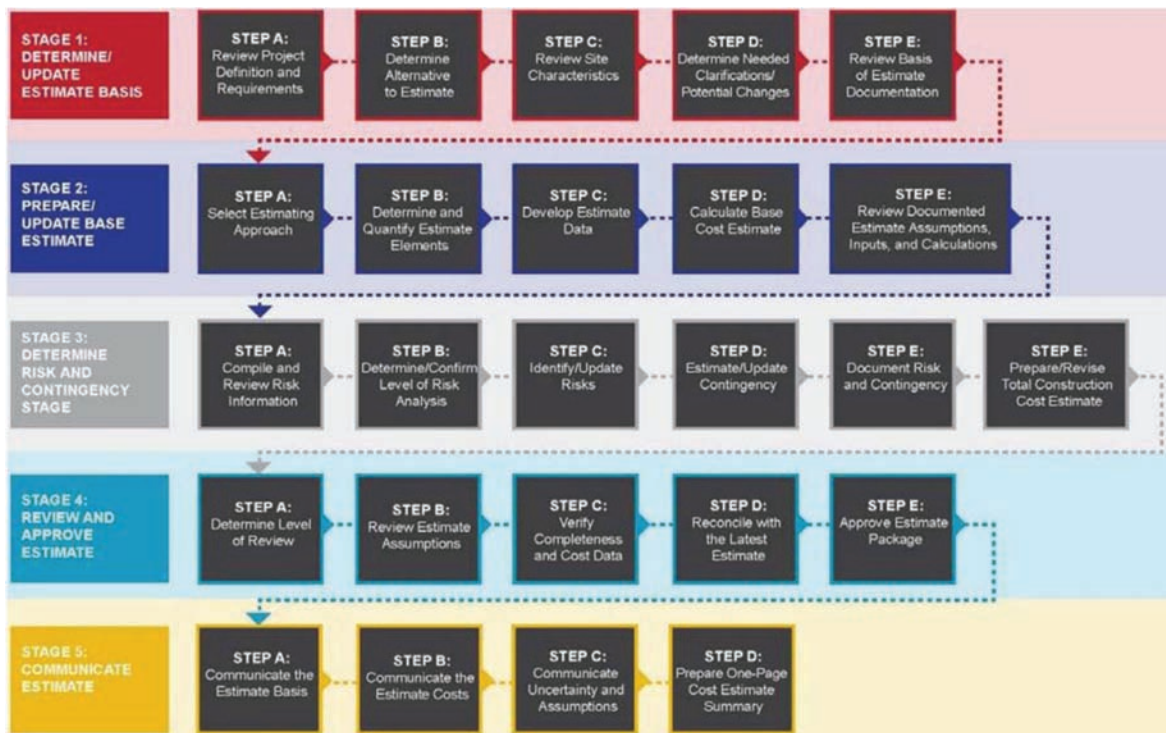 STAGE 1:
DETERMINE/
UPDATE
ESTIMATE BASIS
STEP A:
Review Project
Definition and
Requirements
STEP B:
Determine
Alternative
to Estimate
STEP C:
Review Site
Characteristics
STEP D:
Determine Needed
Clarifications/
Potential Changes
STEP E:
Review Basis
of Estimate
Documentation
STAGE 2:
PREPARE/
UPDATE BASE
ESTIMATE
STEP A:
Select Estimating
Approach
STEP B:
Determine and
Quantify Estimate
Elements
STEP C:
Develop Estimate
Data
STEP D:
Calculate Base
Cost Estimate
STEP E:
Review Documented
Estimate Assumptions,
Inputs, and Calculations
STAGE 3:
DETERMINE
RISK AND
CONTINGENCY
STAGE
STEP A:
Compile and
Review Risk
Information
STEP B:
Determine/Confirm
Level of Risk
Analysis
STEP C:
Identify/Update
Risks
STEP D:
Estimate/Update
Contingency
STEP E:
Document Risk
and Contingency
STEP E:
Prepare/Revise
Total Construction
Cost Estimate
STAGE 4:
REVIEW AND
APPROVE
ESTIMATE
STEP A:
Determine Level
of Review
STEP B:
Review Estimate
Assumptions
STEP C:
Verify
Completeness
and Cost Data
STEP D:
Reconcile with
the Latest
Estimate
STEP E:
Approve Estimate
Package
STAGE 5:
COMMUNICATE
ESTIMATE
STEP A:
Communicate the
Estimate Basis
STEP B:
Communicate the
Estimate Costs
STEP C:
Communicate
Uncertainty and
Assumptions
STEP D:
Prepare One-Page
Cost Estimate
Summary